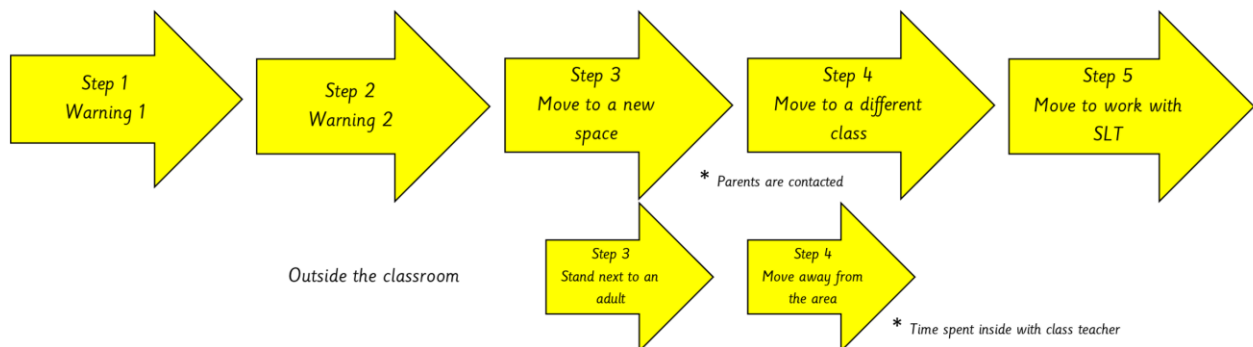 Step 1
Warning 1
Step 2
Warning 2
Step 3
Move to a new
space
Step 4
Move to a different
class
Step 5
Move to work with
SLT
* Parents are contacted
Outside the classroom
Step 3
Stand next to an
adult
Step 4
Move away from
the area
* Time spent inside with class teacher